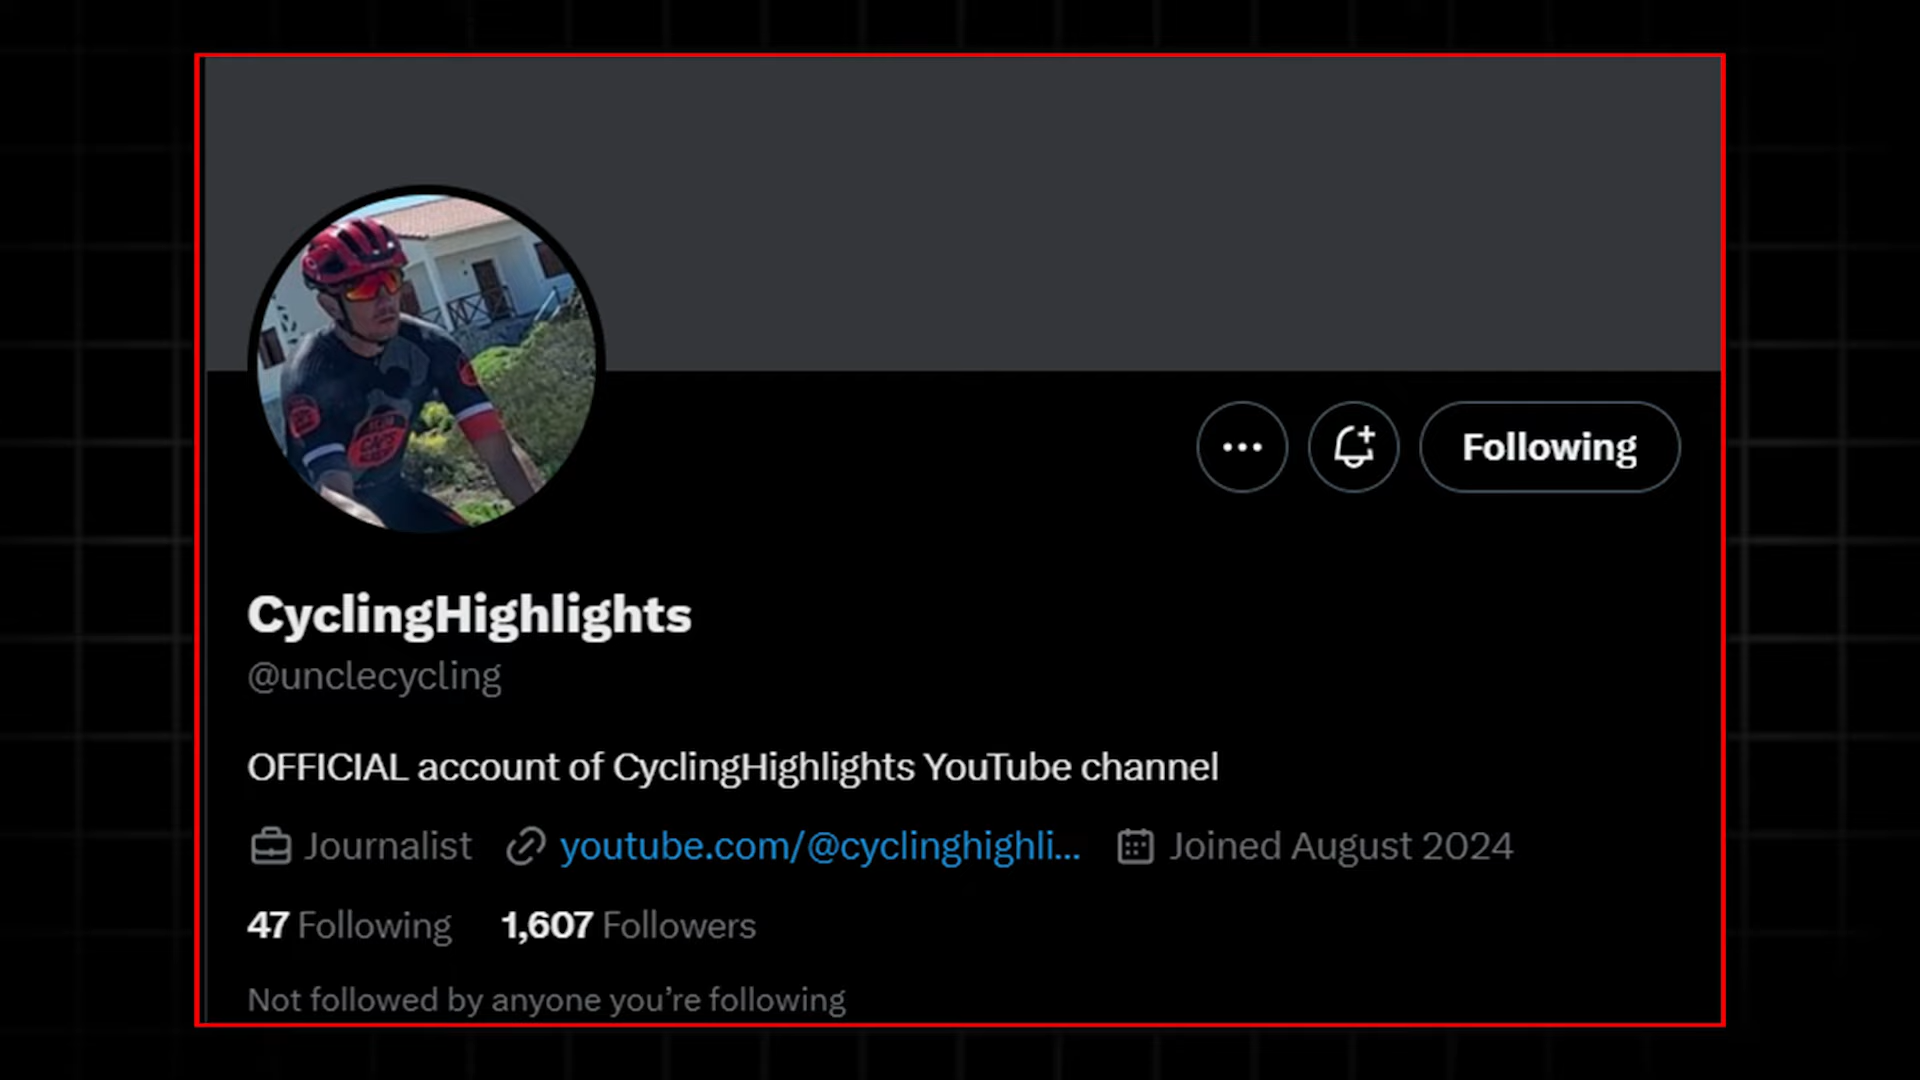 Following
CyclingHighlights
@unclecycling
OFFICIAL account of CyclingHighlights YouTube channel
Journalist youtube.com/@cyclinghighli... Joined August 2024
47 Following 1,607 Followers
Not followed by anyone you're following